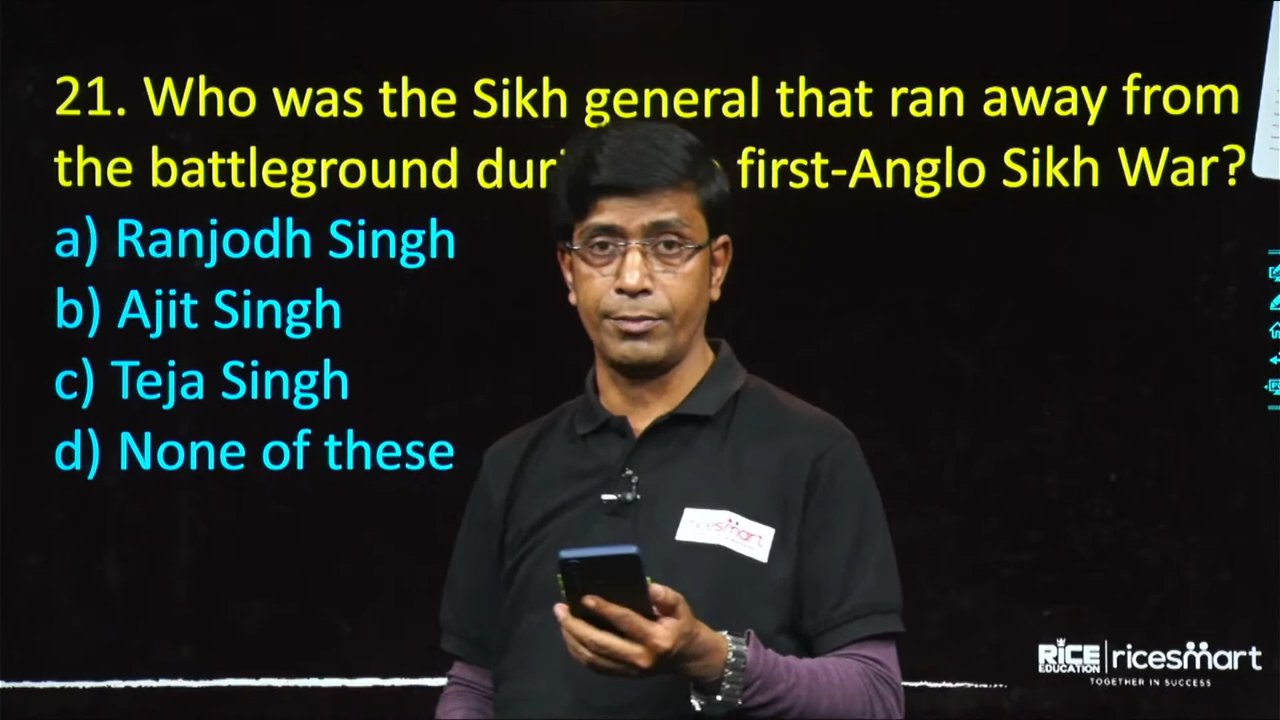 21. Who was the Sikh general that ran away from
the battleground first-Anglo Sikh War?
a) Ranjodh Singh
b) Ajit Singh
c) Teja Singh
d) None of these
ricesmart
RICE EDUCATION ricesmart
TOGETHER IN SUCCESS